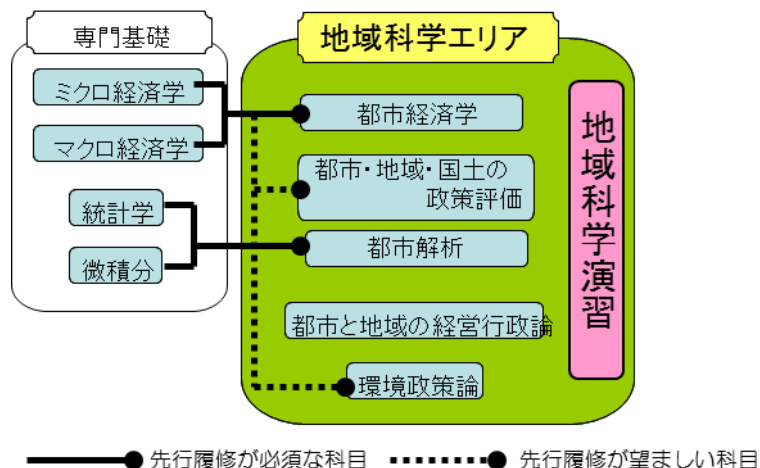 専門基礎
地域科学エリア
ミクロ経済学
マクロ経済学
統計学
微積分
都市経済学
都市・地域・国土の
政策評価
都市解析
都市と地域の経営行政論
環境政策論
地域科学演習
先行履修が必須な科目
先行履修が望ましい科目